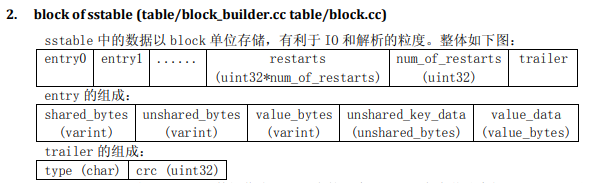 2. block of sstable (table/block_builder.cc table/block.cc)
sstable 中的数据以 block 单位存储，有利于 IO 和解析的粒度。整体如下图：
entry0 entry1 ...... restarts num_of_restarts trailer
(uint32*num_of_restarts) (uint32)
entry 的组成：
shared_bytes unshared_bytes value_bytes unshared_key_data value_data
(varint) (varint) (varint) (unshared_bytes) (value_bytes)
trailer 的组成：
type (char) crc (uint32)